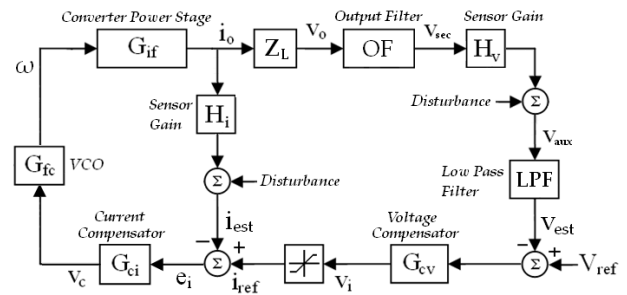 Converter Power Stage
Output Filter
Sensor Gain
ω
G_if
i_o
Z_L
V_o
OF
V_sec
H_v
Sensor
Gain
H_i
Disturbance
Σ
V_aux
G_fc
VCO
Σ
Disturbance
Low Pass
Filter
LPF
Current
Compensator
i_est
Voltage
Compensator
V_est
V_c
G_ci
e_i
−
+
Σ
i_ref
V_i
G_cv
−
+
Σ
V_ref